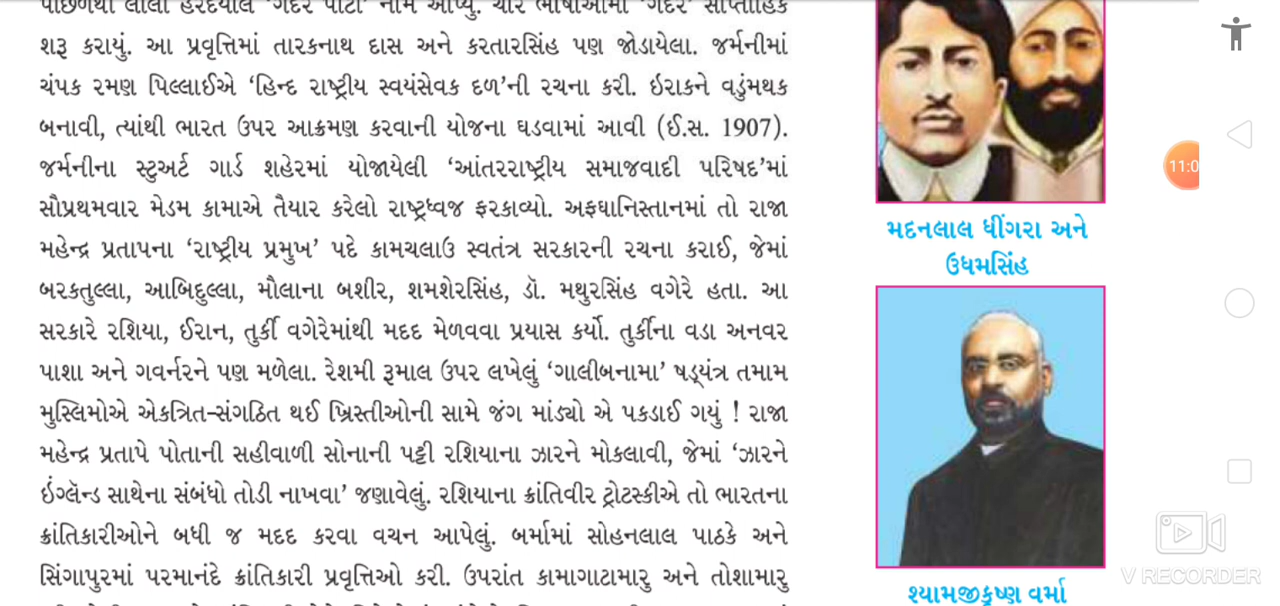 પાછળથી લાલા હરદયાલે 'ગદર પાર્ટી' નામ આપ્યું. ચાર ભાષાઓમાં 'ગદર' સાપ્તાહિક
શરૂ કરાયું. આ પ્રવૃત્તિમાં તારકનાથ દાસ અને કરતારસિંહ પણ જોડાયેલા. જર્મનીમાં
ચંપક રમણ પિલ્લાઈએ 'હિન્દ રાષ્ટ્રીય સ્વયંસેવક દળ'ની રચના કરી. ઇરાકને વડુંમથક
બનાવી, ત્યાંથી ભારત ઉપર આક્રમણ કરવાની યોજના ઘડવામાં આવી (ઈ.સ. 1907).
જર્મનીના સ્ટુઅર્ટ ગાર્ડ શહેરમાં યોજાયેલી 'આંતરરાષ્ટ્રીય સમાજવાદી પરિષદ'માં
સૌપ્રથમવાર મેડમ કામાએ તૈયાર કરેલો રાષ્ટ્રધ્વજ ફરકાવ્યો. અફઘાનિસ્તાનમાં તો રાજા
મહેન્દ્ર પ્રતાપના 'રાષ્ટ્રીય પ્રમુખ' પદે કામચલાઉ સ્વતંત્ર સરકારની રચના કરાઈ, જેમાં
બરકતુલ્લા, આબિદુલ્લા, મૌલાના બશીર, શમશેરસિંહ, ડૉ. મથુરસિંહ વગેરે હતા. આ
સરકારે રશિયા, ઈરાન, તુર્કી વગેરેમાંથી મદદ મેળવવા પ્રયાસ કર્યો. તુર્કીના વડા અનવર
પાશા અને ગવર્નરને પણ મળેલા. રેશમી રૂમાલ ઉપર લખેલું 'ગાલીબનામા' ષડ્યંત્ર તમામ
મુસ્લિમોએ એકત્રિત-સંગઠિત થઈ ખ્રિસ્તીઓની સામે જંગ માંડ્યો એ પકડાઈ ગયું ! રાજા
મહેન્દ્ર પ્રતાપે પોતાની સહીવાળી સોનાની પટ્ટી રશિયાના ઝારને મોકલાવી, જેમાં 'ઝારને
ઇંગ્લૅન્ડ સાથેના સંબંધો તોડી નાખવા' જણાવેલું. રશિયાના ક્રાંતિવીર ટ્રોટસ્કીએ તો ભારતના
ક્રાંતિકારીઓને બધી જ મદદ કરવા વચન આપેલું. બર્મામાં સોહનલાલ પાઠકે અને
સિંગાપુરમાં પરમાનંદે ક્રાંતિકારી પ્રવૃત્તિઓ કરી. ઉપરાંત કામાગાટામારુ અને તોશામારુ
મદનલાલ ધીંગરા અને
ઉધમસિંહ
શ્યામજીકૃષ્ણ વર્મા
11:0
V RECORDER